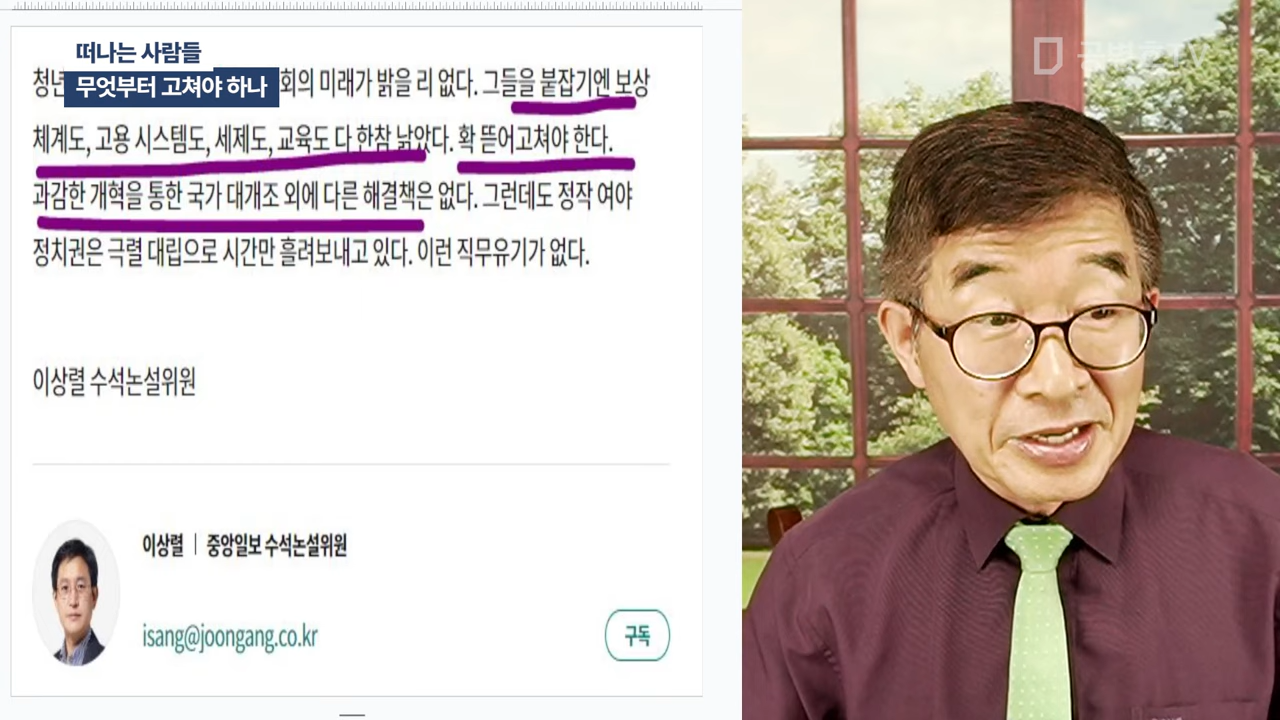 떠나는 사람들
무엇부터 고쳐야 하나
청년 회의 미래가 밝을 리 없다. 그들을 붙잡기엔 보상
체계도, 고용 시스템도, 세제도, 교육도 다 한참 낡았다. 확 뜯어고쳐야 한다.
과감한 개혁을 통한 국가 대개조 외에 다른 해결책은 없다. 그런데도 정작 여야
정치권은 극렬 대립으로 시간만 흘려보내고 있다. 이런 직무유기가 없다.
이상렬 수석논설위원
이상렬 | 중앙일보 수석논설위원
isang@joongang.co.kr
구독
공병호TV